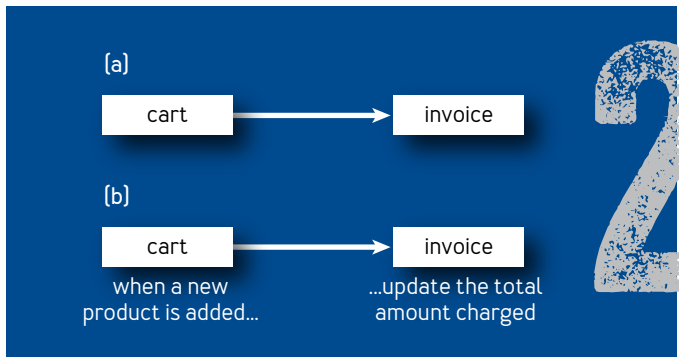 (a)
cart invoice
(b)
cart invoice
when a new ...update the total
product is added... amount charged
2